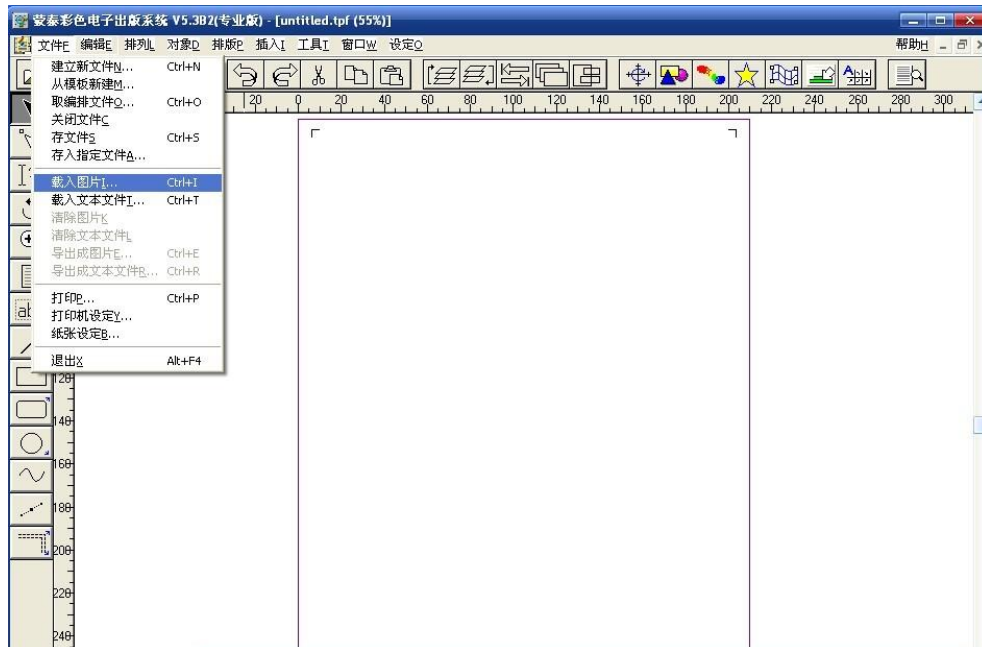 蒙泰彩色电子出版系统 V5.3B2(专业版) - [untitled.tpf (55%)]
文件F 编辑E 排列L 对象D 排版P 插入I 工具T 窗口W 设定O 帮助H
建立新文件N... Ctrl+N
从模板新建M...
取编排文件O... Ctrl+O
关闭文件C
存文件S Ctrl+S
存入指定文件A...
载入图片I... Ctrl+I
载入文本文件T... Ctrl+T
清除图片K
清除文本文件L
导出成图片E... Ctrl+E
导出成文本文件R... Ctrl+R
打印P... Ctrl+P
打印机设定Y...
纸张设定B...
退出X Alt+F4
20 0 20 40 60 80 100 120 140 160 180 200 220 240 260 280 300
120
140
160
180
200
220
240